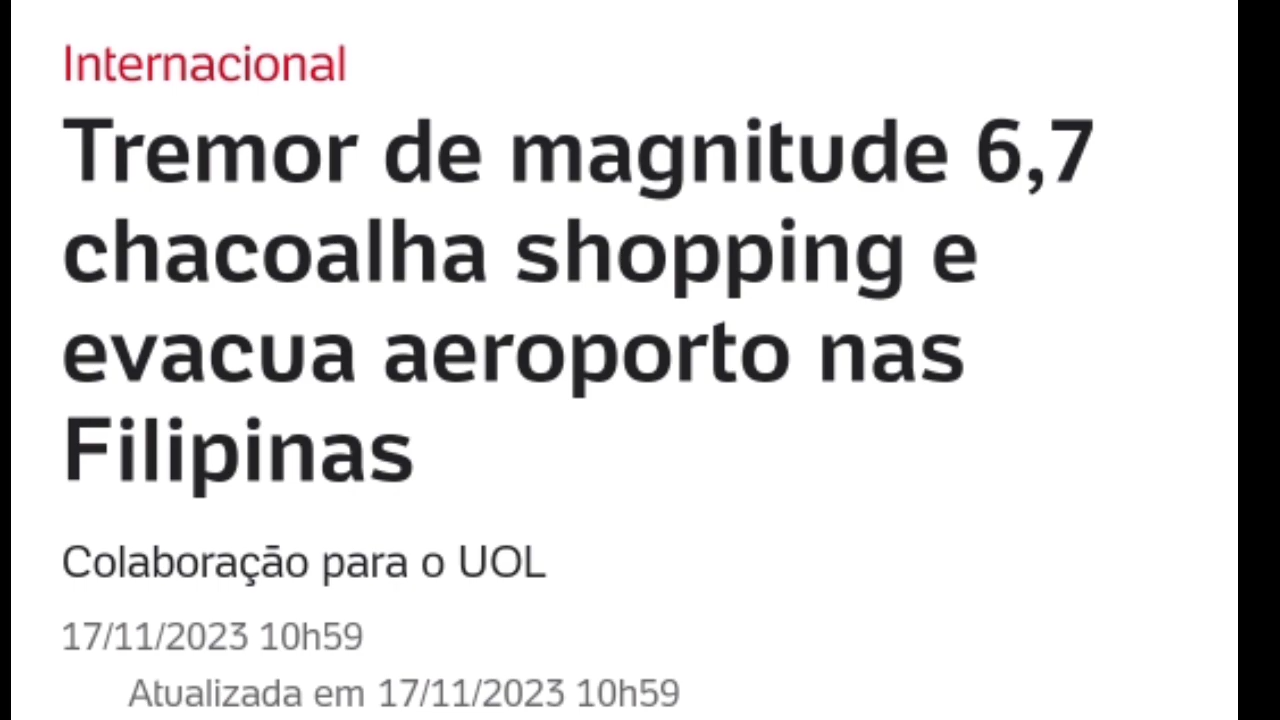 Internacional
Tremor de magnitude 6,7
chacoalha shopping e
evacua aeroporto nas
Filipinas
Colaboração para o UOL
17/11/2023 10h59
Atualizada em 17/11/2023 10h59